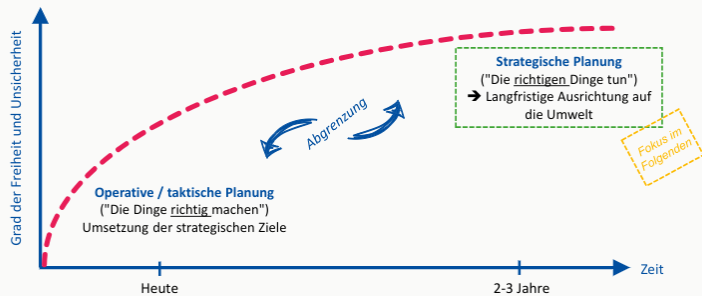 Grad der Freiheit und Unsicherheit
Strategische Planung
("Die richtigen Dinge tun")
➔ Langfristige Ausrichtung auf
die Umwelt
Abgrenzung
Fokus im
Folgenden
Operative / taktische Planung
("Die Dinge richtig machen")
Umsetzung der strategischen Ziele
Zeit
Heute
2-3 Jahre